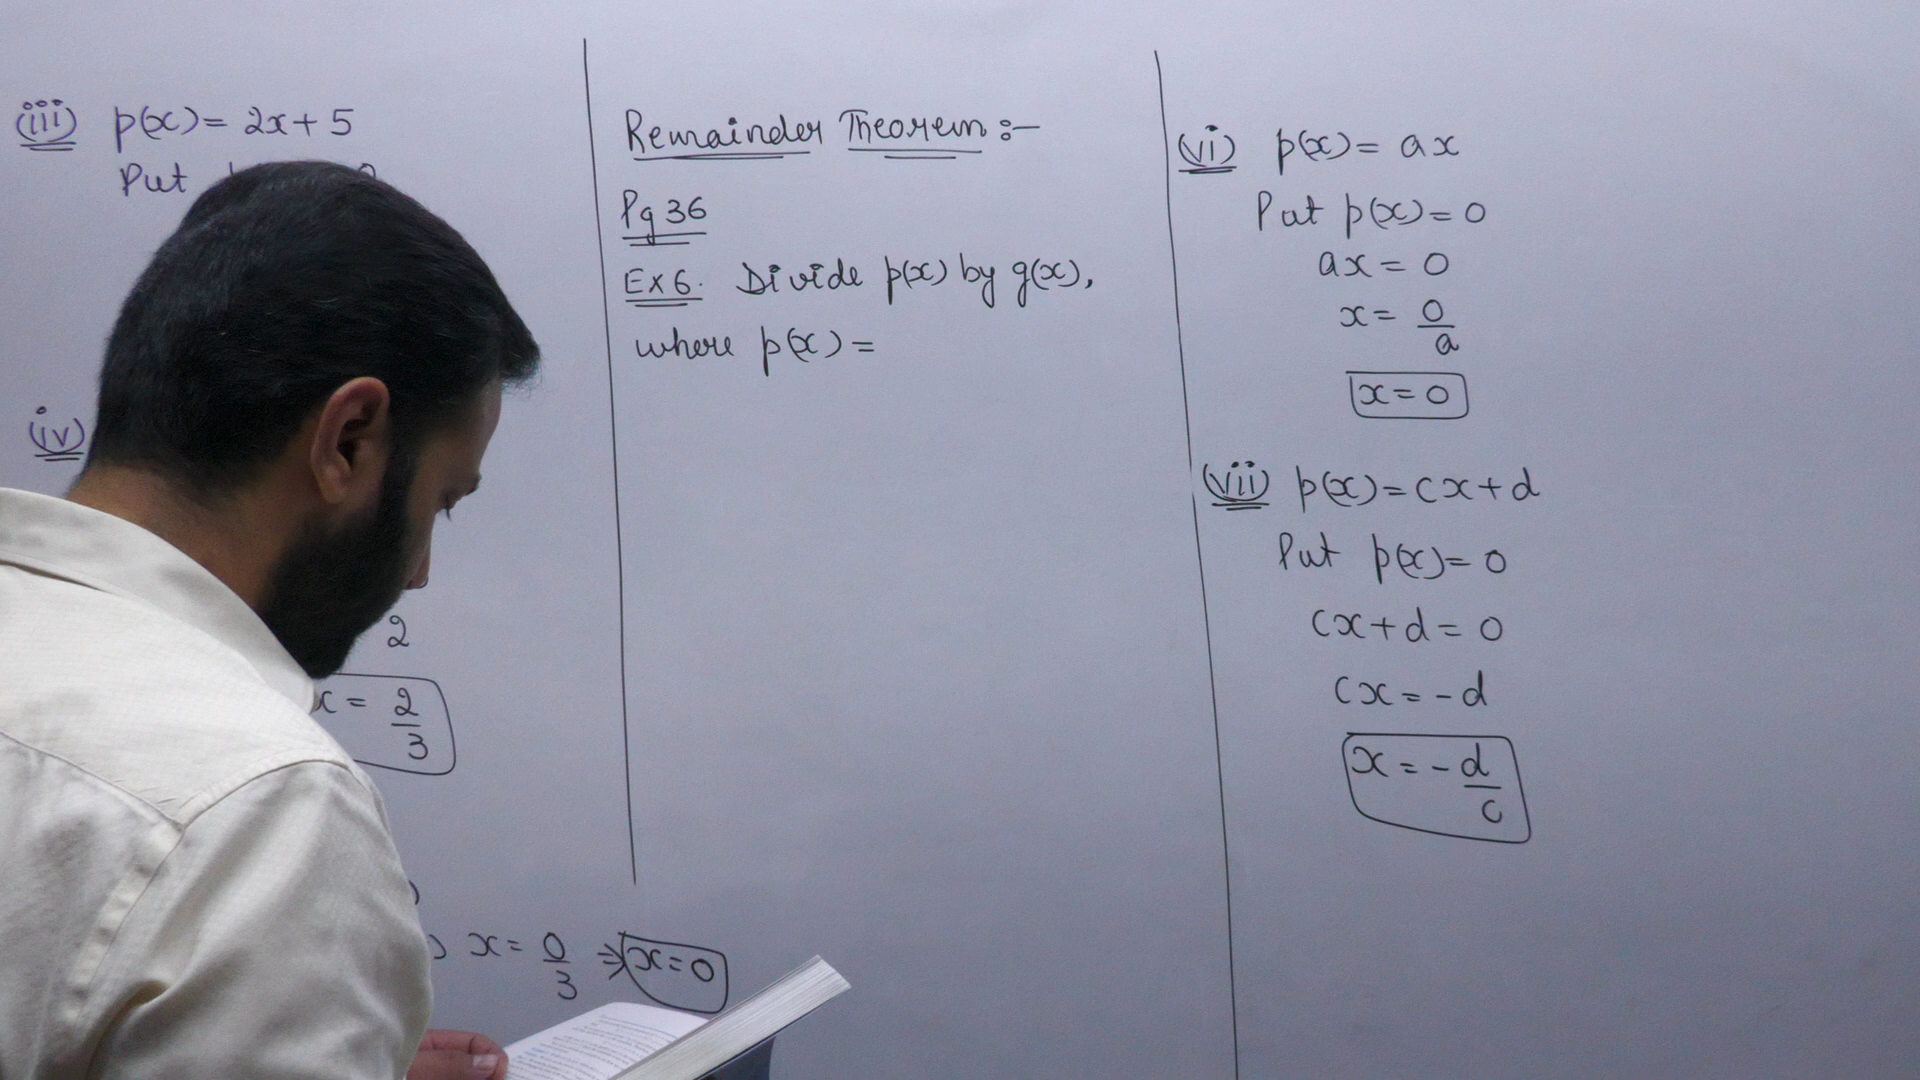 (iii) p(x) = 2x + 5
Put
(iv)
2
x = 2/3
x = 0/3 ⇒ x = 0
Remainder Theorem :-
Pg 36
Ex 6. Divide p(x) by g(x),
where p(x) =
(vi) p(x) = ax
Put p(x) = 0
ax = 0
x = 0/a
x = 0
(vii) p(x) = cx + d
Put p(x) = 0
cx + d = 0
cx = -d
x = -d/c